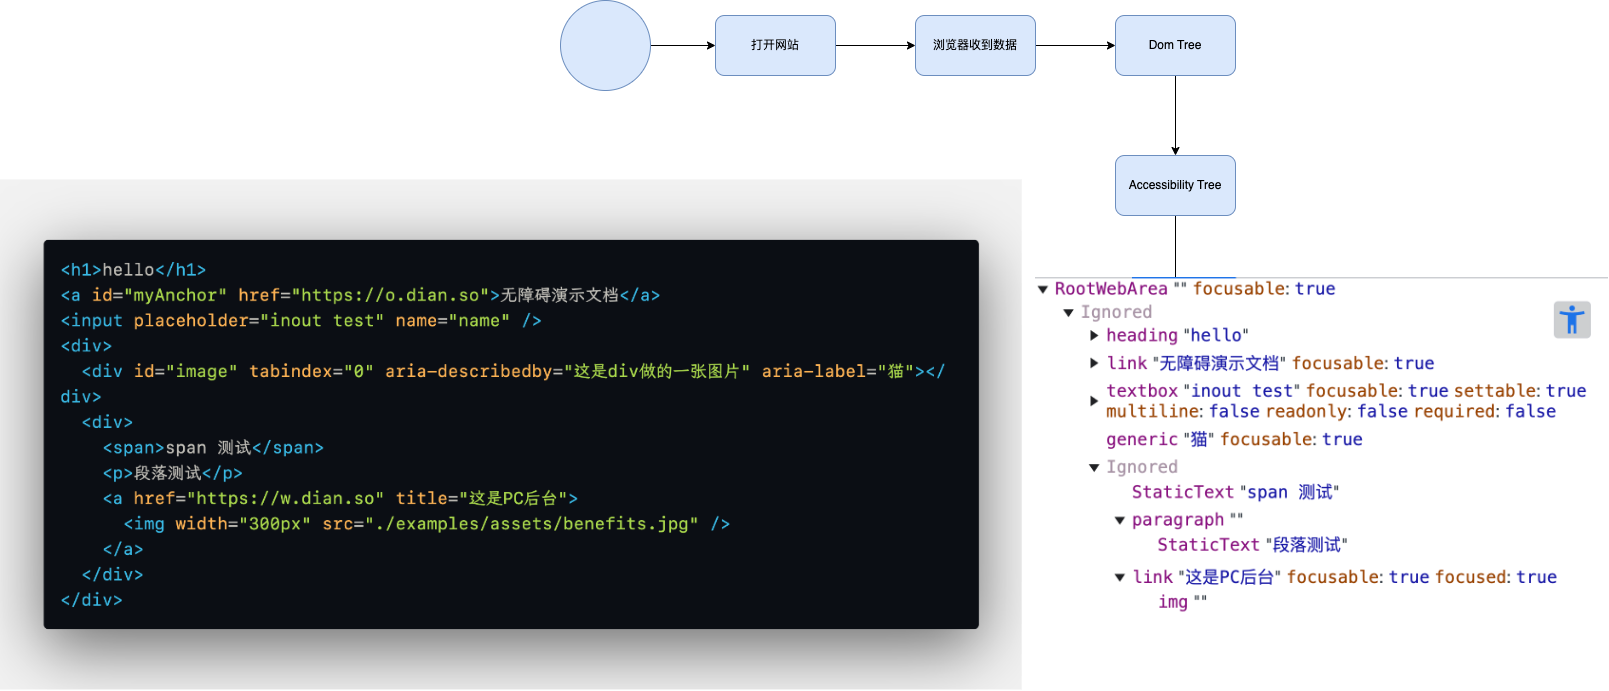 打开网站
浏览器收到数据
Dom Tree
Accessibility Tree
<h1>hello</h1>
<a id="myAnchor" href="https://o.dian.so">无障碍演示文档</a>
<input placeholder="inout test" name="name" />
<div>
<div id="image" tabindex="0" aria-describedby="这是div做的一张图片" aria-label="猫"></
div>
<div>
<span>span 测试</span>
<p>段落测试</p>
<a href="https://w.dian.so" title="这是PC后台">
<img width="300px" src="./examples/assets/benefits.jpg" />
</a>
</div>
</div>
RootWebArea "" focusable: true
Ignored
heading "hello"
link "无障碍演示文档" focusable: true
textbox "inout test" focusable: true settable: true
multiline: false readonly: false required: false
generic "猫" focusable: true
Ignored
StaticText "span 测试"
paragraph ""
StaticText "段落测试"
link "这是PC后台" focusable: true focused: true
img ""